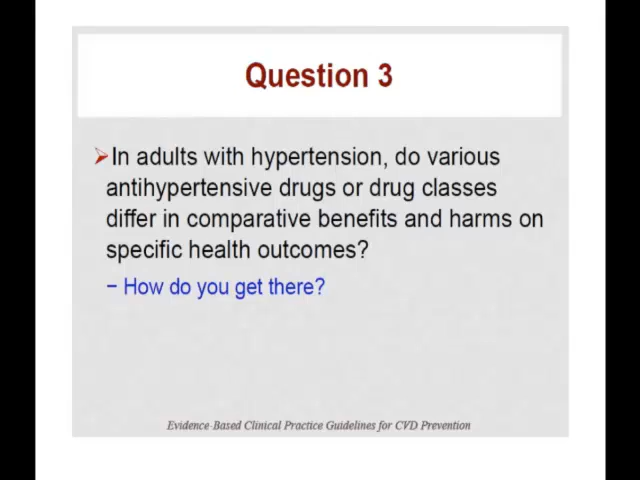 Question 3
➢In adults with hypertension, do various
antihypertensive drugs or drug classes
differ in comparative benefits and harms on
specific health outcomes?
− How do you get there?
Evidence-Based Clinical Practice Guidelines for CVD Prevention